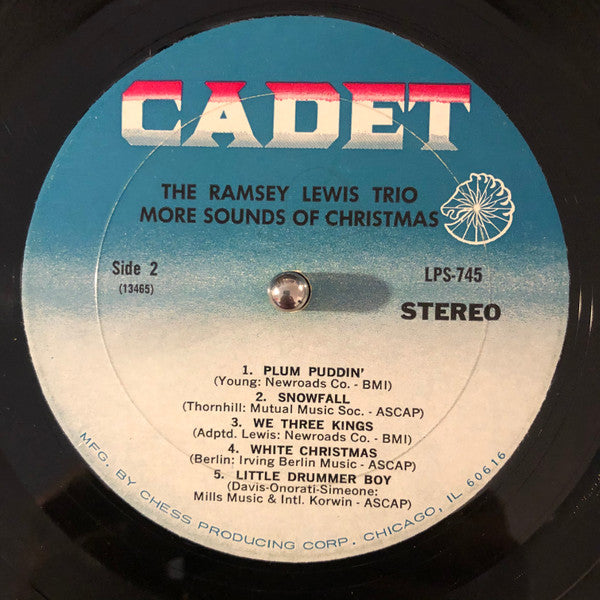 CADET
THE RAMSEY LEWIS TRIO
MORE SOUNDS OF CHRISTMAS
Side 2
(13465)
LPS-745
STEREO
1. PLUM PUDDIN'
(Young: Newroads Co. - BMI)
2. SNOWFALL
(Thornhill: Mutual Music Soc. - ASCAP)
3. WE THREE KINGS
(Adptd. Lewis: Newroads Co. - BMI)
4. WHITE CHRISTMAS
(Berlin: Irving Berlin Music - ASCAP)
5. LITTLE DRUMMER BOY
(Davis-Onorati-Simeone:
Mills Music & Intl. Korwin - ASCAP)
MFG. BY CHESS PRODUCING CORP. CHICAGO, IL 60616